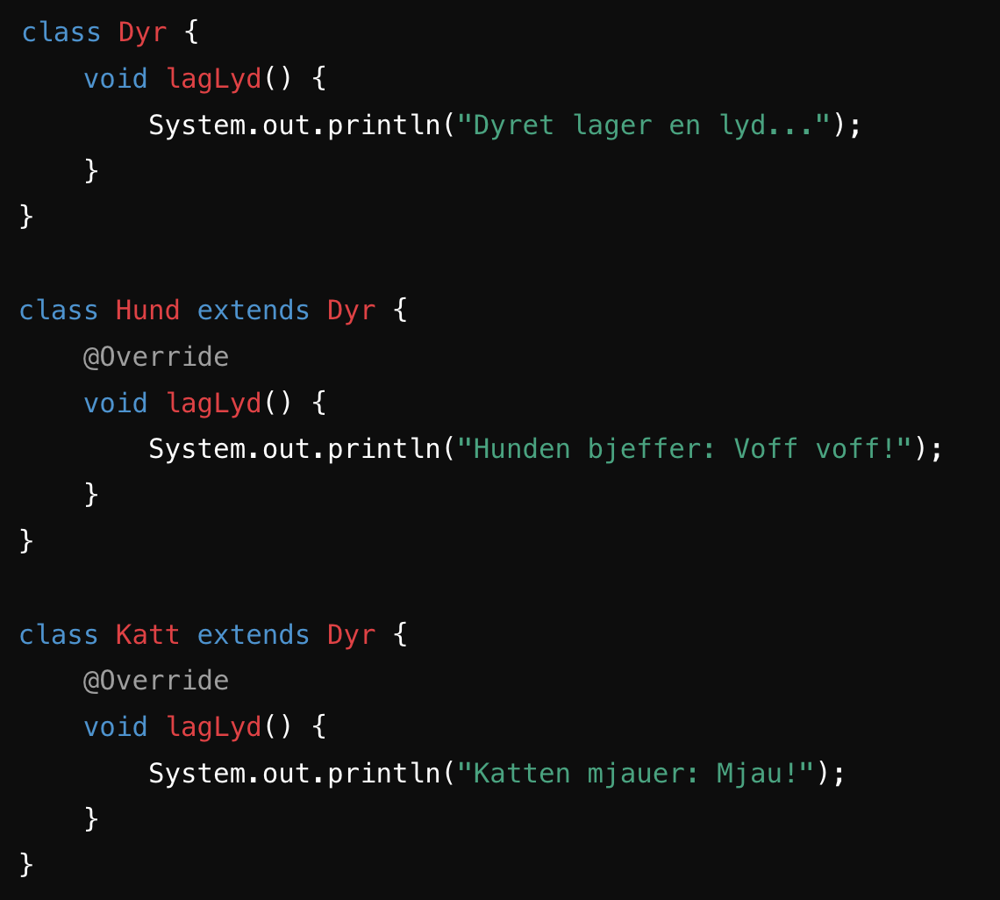 class Dyr {
    void lagLyd() {
        System.out.println("Dyret lager en lyd...");
    }
}

class Hund extends Dyr {
    @Override
    void lagLyd() {
        System.out.println("Hunden bjeffer: Voff voff!");
    }
}

class Katt extends Dyr {
    @Override
    void lagLyd() {
        System.out.println("Katten mjauer: Mjau!");
    }
}